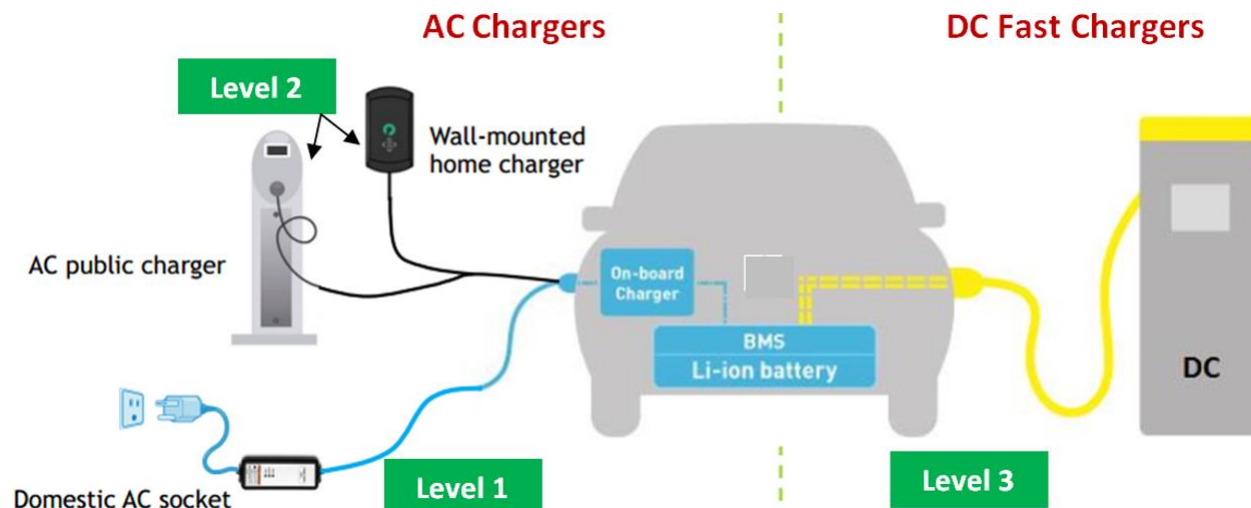 AC Chargers
DC Fast Chargers
Level 2
Wall-mounted
home charger
AC public charger
On-board
Charger
BMS
Li-ion battery
DC
Domestic AC socket
Level 1
Level 3